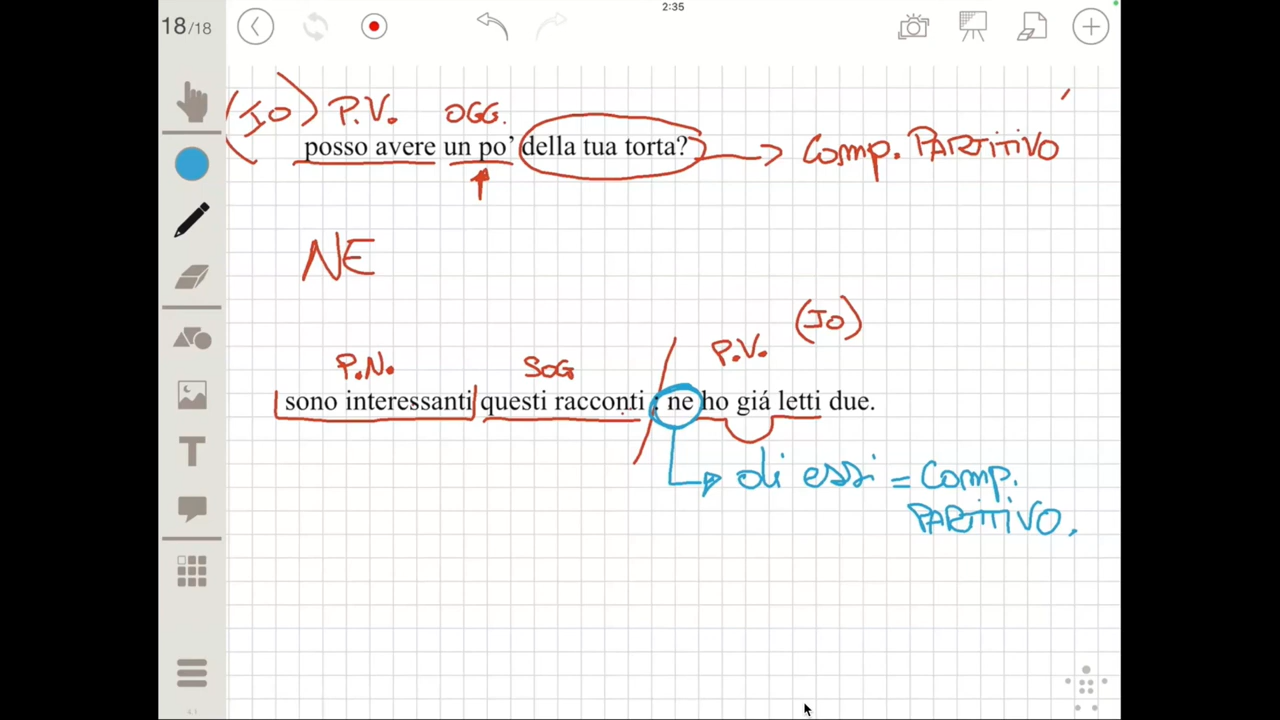 2:35
18/18
(IO) P.V. OGG.
posso avere un po' della tua torta? Comp. PARTITIVO
NE
(IO)
P.N. SOG P.V.
sono interessanti questi racconti : ne ho giá letti due.
di essi = Comp.
PARTITIVO.